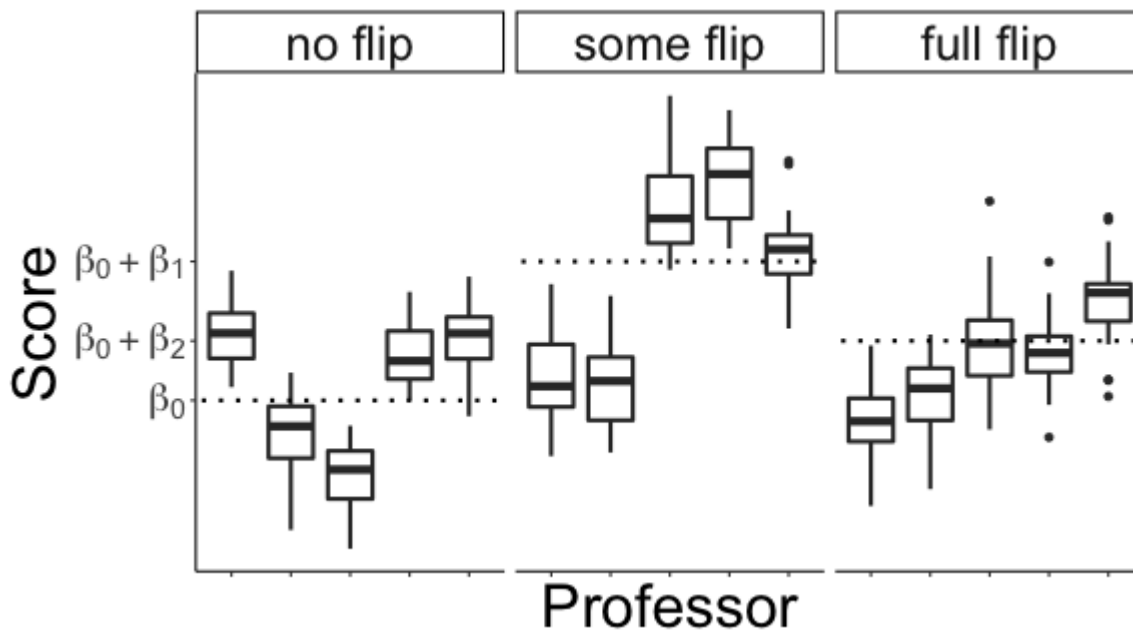 no flip
some flip
full flip
Score
β₀ + β₁
β₀ + β₂
β₀
Professor